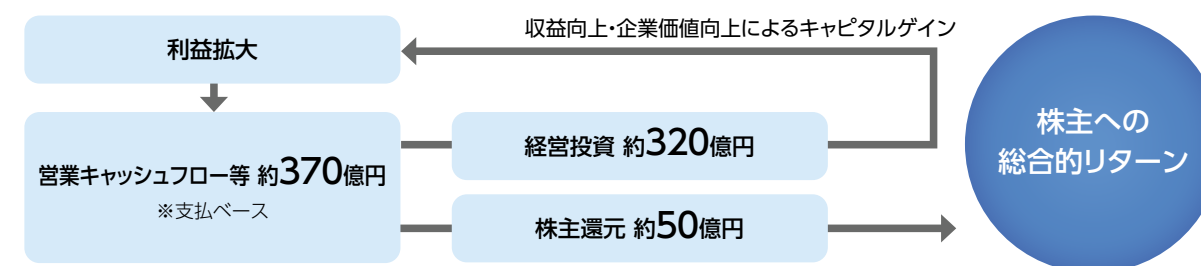 収益向上・企業価値向上によるキャピタルゲイン
利益拡大
営業キャッシュフロー等 約370億円
※支払ベース
経営投資 約320億円
株主還元 約50億円
株主への
総合的リターン